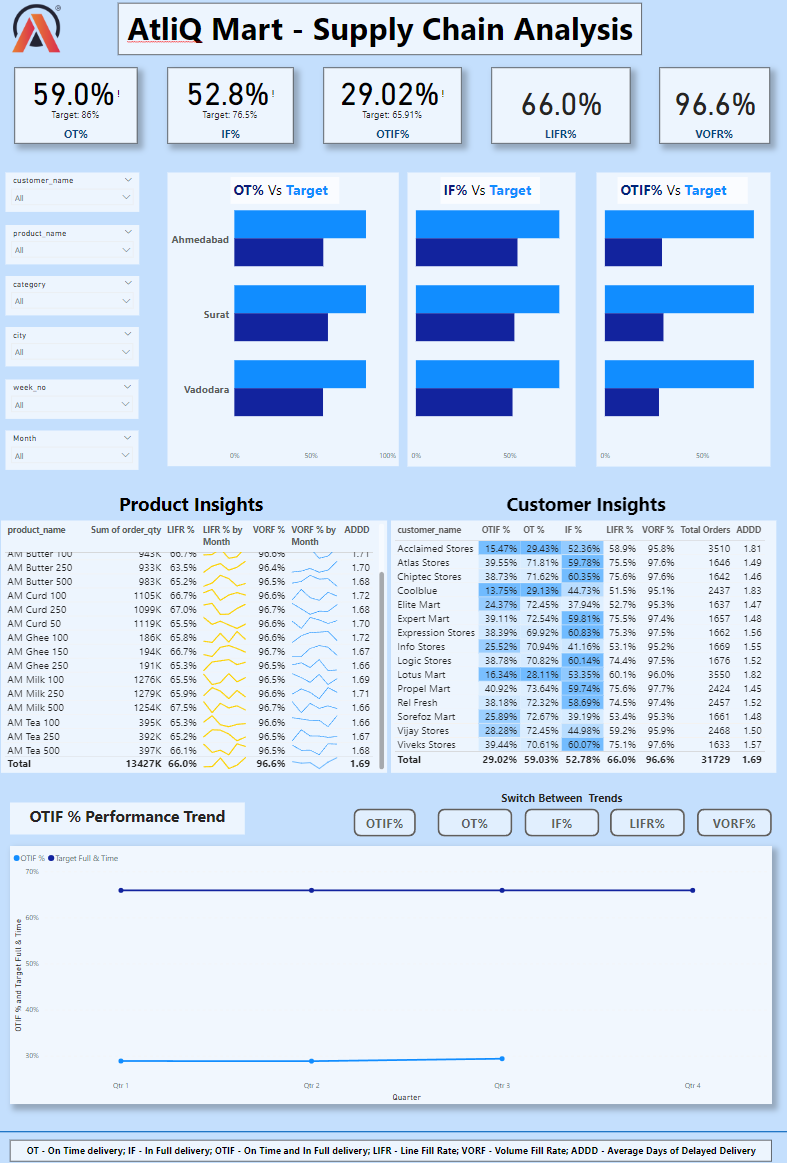 ®
AtliQ Mart - Supply Chain Analysis
59.0%!
Target: 86%
OT%
52.8%!
Target: 76.5%
IF%
29.02%!
Target: 65.91%
OTIF%
66.0%
LIFR%
96.6%
VOFR%
customer_name
All
product_name
All
category
All
city
All
week_no
All
Month
All
OT% Vs Target
IF% Vs Target
OTIF% Vs Target
Ahmedabad
Surat
Vadodara
0% 50% 100%
0% 50%
0% 50%
Product Insights
product_name Sum of order_qty LIFR % LIFR % by Month VORF % VORF % by Month ADDD
AM Butter 100 945K 66.7% 96.6% 1.71
AM Butter 250 933K 63.5% 96.4% 1.70
AM Butter 500 983K 65.2% 96.5% 1.68
AM Curd 100 1105K 66.7% 96.6% 1.72
AM Curd 250 1099K 67.0% 96.7% 1.68
AM Curd 50 1119K 65.5% 96.5% 1.70
AM Ghee 100 186K 65.8% 96.6% 1.72
AM Ghee 150 194K 66.7% 96.7% 1.67
AM Ghee 250 191K 65.3% 96.5% 1.66
AM Milk 100 1276K 65.5% 96.5% 1.69
AM Milk 250 1279K 65.9% 96.6% 1.71
AM Milk 500 1254K 67.5% 96.7% 1.66
AM Tea 100 395K 65.3% 96.6% 1.66
AM Tea 250 392K 65.2% 96.5% 1.67
AM Tea 500 397K 66.1% 96.5% 1.68
Total 13427K 66.0% 96.6% 1.69
Customer Insights
customer_name OTIF % OT % IF % LIFR % VORF % Total Orders ADDD
Acclaimed Stores 15.47% 29.43% 52.36% 58.9% 95.8% 3510 1.81
Atlas Stores 39.55% 71.81% 59.78% 75.5% 97.6% 1646 1.49
Chiptec Stores 38.73% 71.62% 60.35% 75.6% 97.6% 1642 1.46
Coolblue 13.75% 29.13% 44.73% 51.5% 95.1% 2437 1.83
Elite Mart 24.37% 72.45% 37.94% 52.7% 95.3% 1637 1.47
Expert Mart 39.11% 72.54% 59.81% 75.5% 97.4% 1657 1.48
Expression Stores 38.39% 69.92% 60.83% 75.3% 97.5% 1662 1.56
Info Stores 25.52% 70.94% 41.16% 53.1% 95.2% 1669 1.55
Logic Stores 38.78% 70.82% 60.14% 74.4% 97.5% 1676 1.52
Lotus Mart 16.34% 28.11% 53.35% 60.1% 96.0% 3550 1.82
Propel Mart 40.92% 73.64% 59.74% 75.6% 97.7% 2424 1.45
Rel Fresh 38.18% 72.32% 58.69% 74.5% 97.4% 2457 1.52
Sorefoz Mart 25.89% 72.67% 39.19% 53.4% 95.3% 1661 1.48
Vijay Stores 28.28% 72.45% 44.98% 59.2% 95.9% 2468 1.50
Viveks Stores 39.44% 70.61% 60.07% 75.1% 97.6% 1633 1.57
Total 29.02% 59.03% 52.78% 66.0% 96.6% 31729 1.69
OTIF % Performance Trend
Switch Between Trends
OTIF% OT% IF% LIFR% VORF%
OTIF % Target Full & Time
70%
60%
50%
40%
30%
OTIF % and Target Full & Time
Qtr 1 Qtr 2 Qtr 3 Qtr 4
Quarter
OT - On Time delivery; IF - In Full delivery; OTIF - On Time and In Full delivery; LIFR - Line Fill Rate; VORF - Volume Fill Rate; ADDD - Average Days of Delayed Delivery